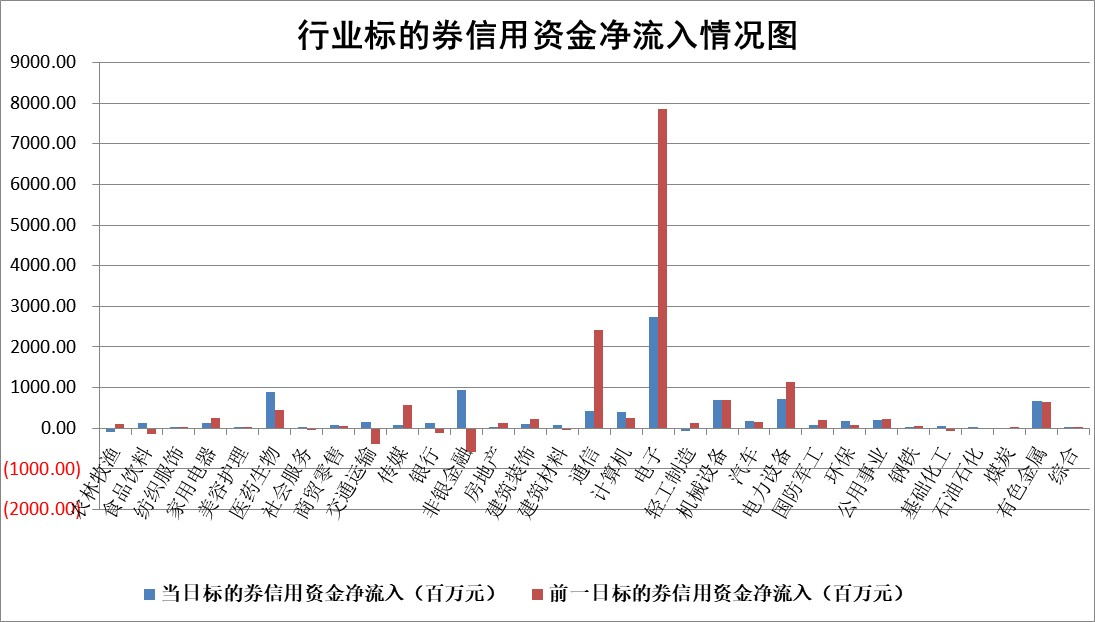 行业标的券信用资金净流入情况图
9000.00
8000.00
7000.00
6000.00
5000.00
4000.00
3000.00
2000.00
1000.00
0.00
(1000.00)
(2000.00)
农林牧渔
食品饮料
纺织服饰
家用电器
美容护理
医药生物
社会服务
商贸零售
交通运输
传媒
银行
非银金融
房地产
建筑装饰
建筑材料
通信
计算机
电子
轻工制造
机械设备
汽车
电力设备
国防军工
环保
公用事业
钢铁
基础化工
石油石化
煤炭
有色金属
综合
当日标的券信用资金净流入（百万元）
前一日标的券信用资金净流入（百万元）